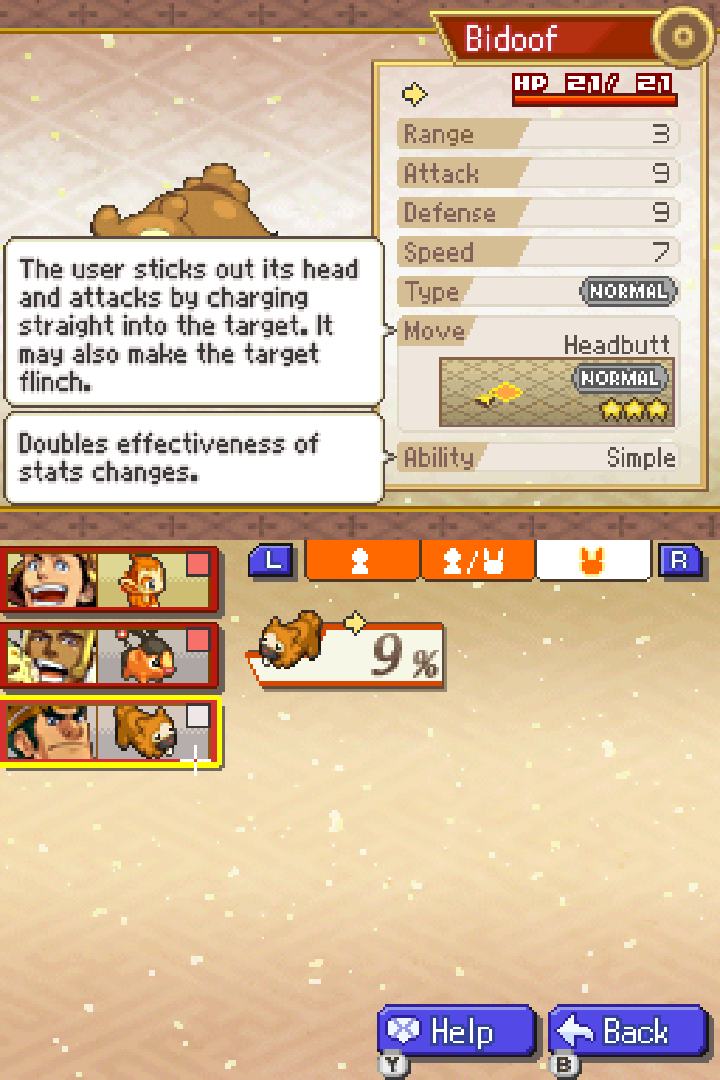 Bidoof
HP 21/ 21
Range 3
Attack 9
Defense 9
Speed 7
Type NORMAL
Move
Headbutt
NORMAL
Ability Simple
The user sticks out its head
and attacks by charging
straight into the target. It
may also make the target
flinch.
Doubles effectiveness of
stats changes.
L
/
R
9 %
Help
Back
Y
B